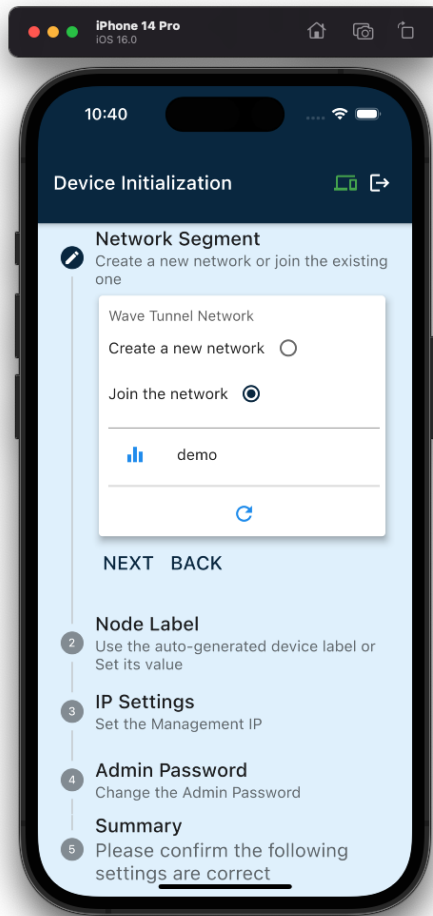 iPhone 14 Pro
iOS 16.0
10:40
Device Initialization
Network Segment
Create a new network or join the existing
one
Wave Tunnel Network
Create a new network
Join the network
demo
NEXT BACK
Node Label
2
Use the auto-generated device label or
Set its value
IP Settings
3
Set the Management IP
Admin Password
4
Change the Admin Password
Summary
5
Please confirm the following
settings are correct